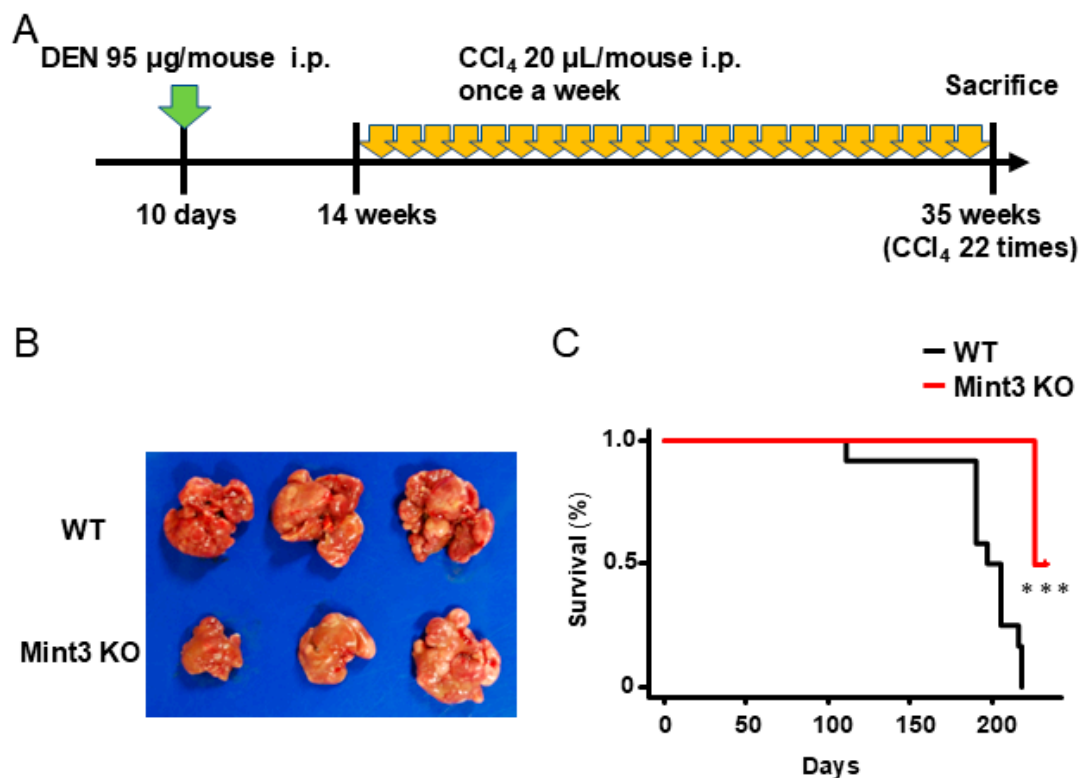 A
DEN 95 µg/mouse i.p.
CCl₄ 20 µL/mouse i.p.
once a week
Sacrifice
10 days
14 weeks
35 weeks
(CCl₄ 22 times)
B
WT
Mint3 KO
C
WT
Mint3 KO
Survival (%)
1.0
0.5
0
***
0 50 100 150 200
Days